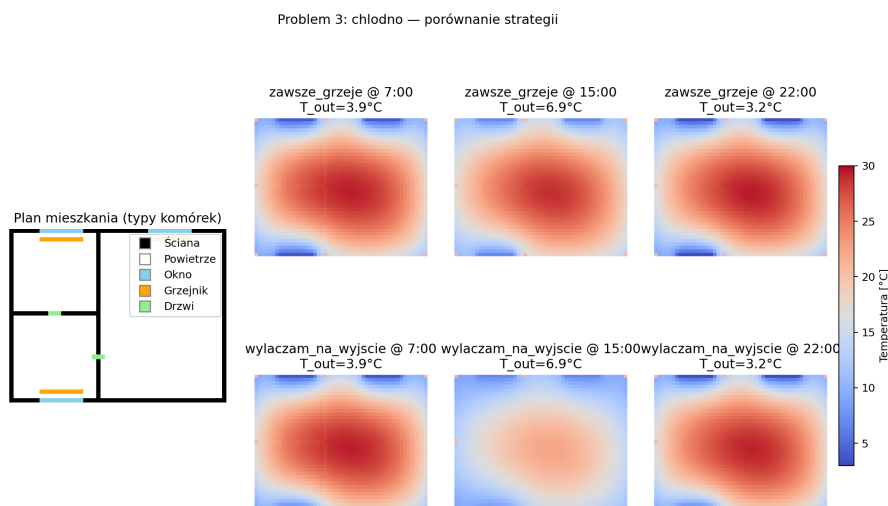 Problem 3: chlodno — porównanie strategii
zawsze_grzeje @ 7:00
T_out=3.9°C
zawsze_grzeje @ 15:00
T_out=6.9°C
zawsze_grzeje @ 22:00
T_out=3.2°C
Plan mieszkania (typy komórek)
Ściana
Powietrze
Okno
Grzejnik
Drzwi
wylaczam_na_wyjscie @ 7:00
T_out=3.9°C
wylaczam_na_wyjscie @ 15:00
T_out=6.9°C
wylaczam_na_wyjscie @ 22:00
T_out=3.2°C
30
25
20
15
10
5
Temperatura [°C]